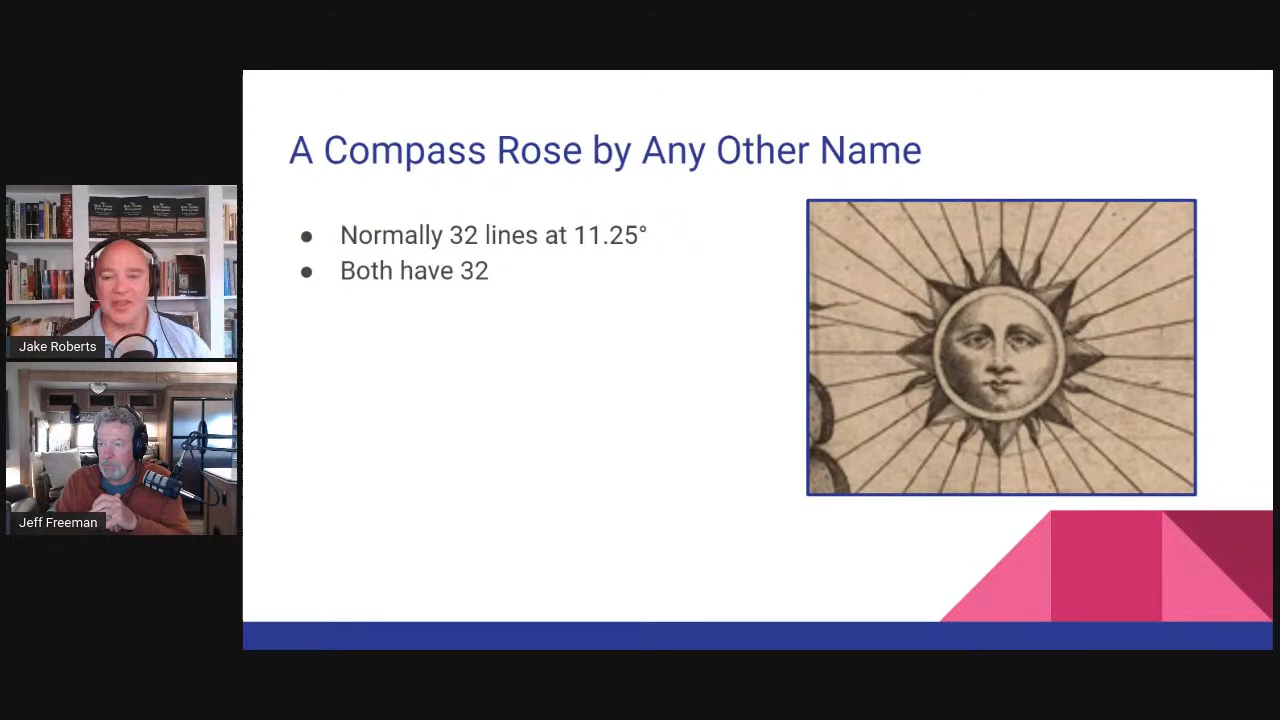 A Compass Rose by Any Other Name
● Normally 32 lines at 11.25°
● Both have 32
Jake Roberts
Jeff Freeman